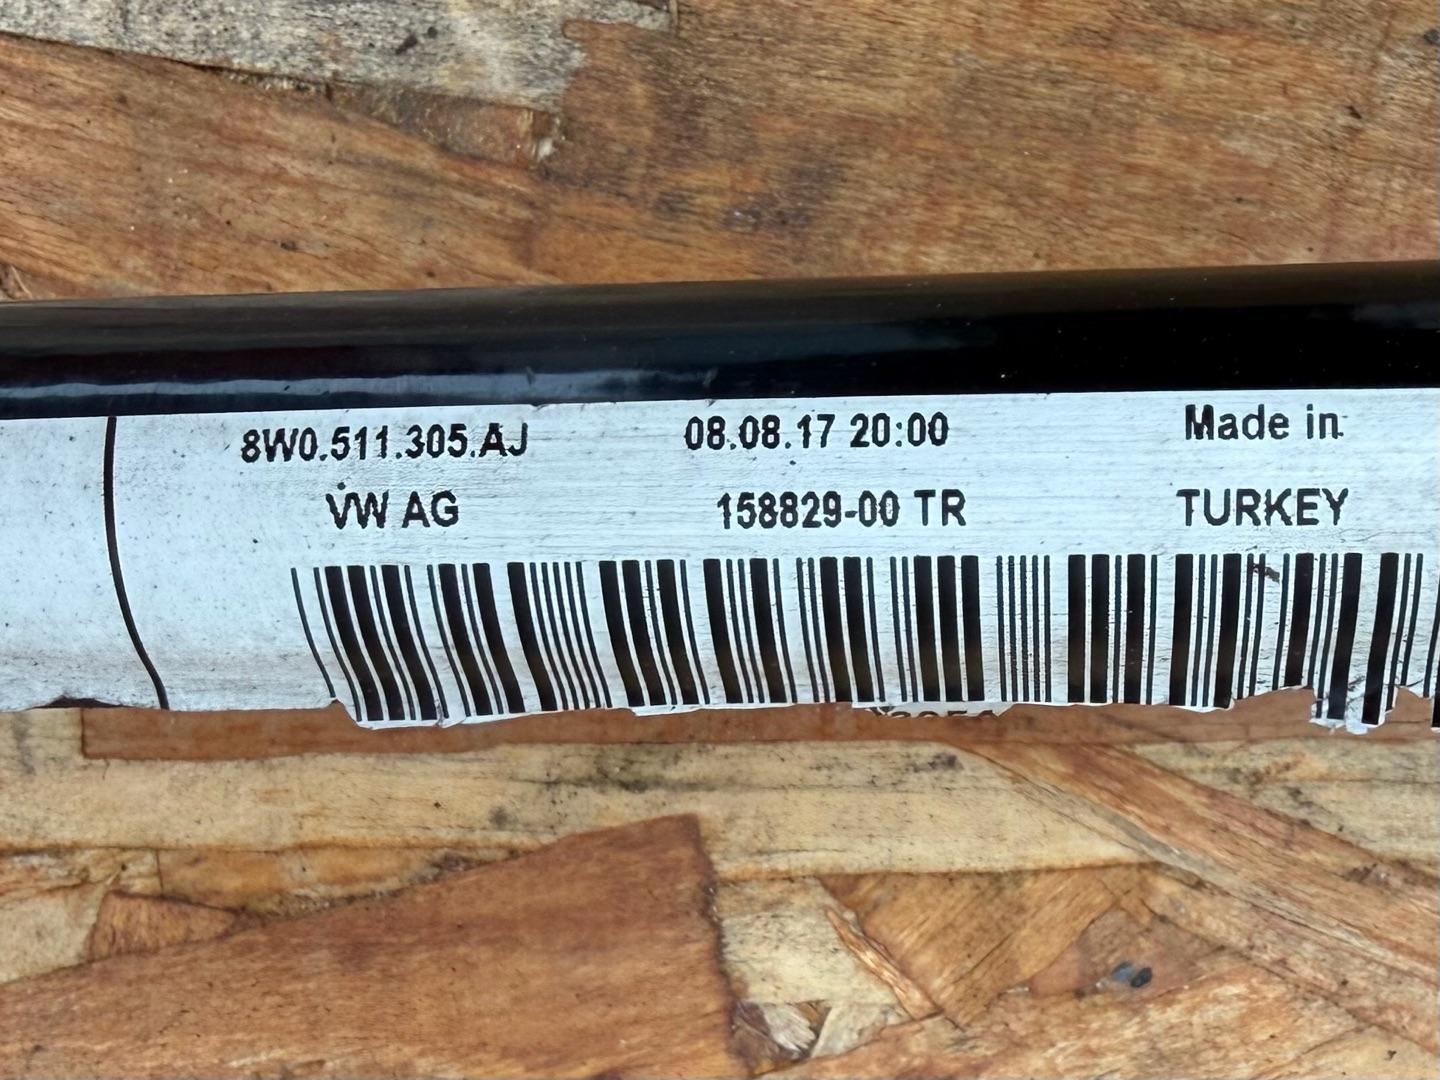 8W0.511.305.AJ 08.08.17 20:00 Made in
VW AG 158829-00 TR TURKEY